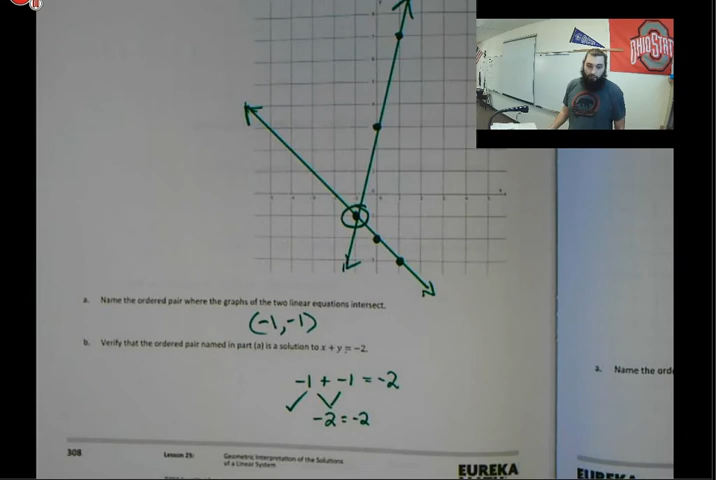 OHIO STATE
a. Name the ordered pair where the graphs of the two linear equations intersect.
(-1,-1)
b. Verify that the ordered pair named in part (a) is a solution to x + y = −2.
-1 + -1 = -2
-2 = -2
308
Lesson 25:
Geometric Interpretation of the Solutions
of a Linear System
EUREKA
a. Name the ord
EUREKA